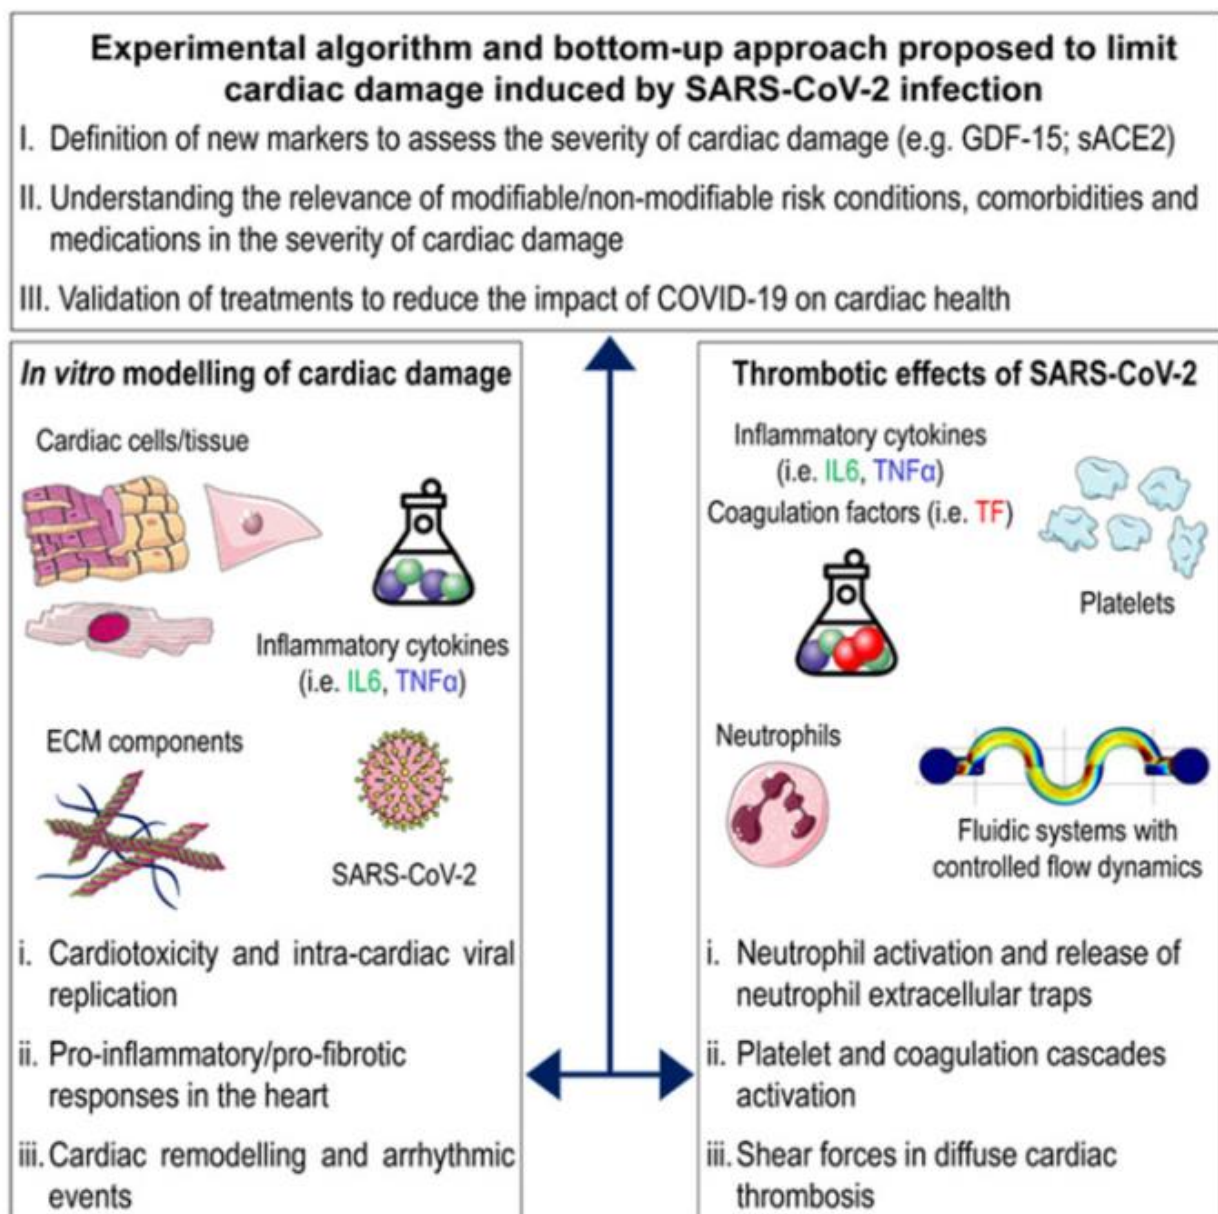 Experimental algorithm and bottom-up approach proposed to limit
cardiac damage induced by SARS-CoV-2 infection
I. Definition of new markers to assess the severity of cardiac damage (e.g. GDF-15; sACE2)
II. Understanding the relevance of modifiable/non-modifiable risk conditions, comorbidities and
medications in the severity of cardiac damage
III. Validation of treatments to reduce the impact of COVID-19 on cardiac health
In vitro modelling of cardiac damage
Cardiac cells/tissue
Inflammatory cytokines
(i.e. IL6, TNFα)
ECM components
SARS-CoV-2
i. Cardiotoxicity and intra-cardiac viral
replication
ii. Pro-inflammatory/pro-fibrotic
responses in the heart
iii. Cardiac remodelling and arrhythmic
events
Thrombotic effects of SARS-CoV-2
Inflammatory cytokines
(i.e. IL6, TNFα)
Coagulation factors (i.e. TF)
Platelets
Neutrophils
Fluidic systems with
controlled flow dynamics
i. Neutrophil activation and release of
neutrophil extracellular traps
ii. Platelet and coagulation cascades
activation
iii. Shear forces in diffuse cardiac
thrombosis